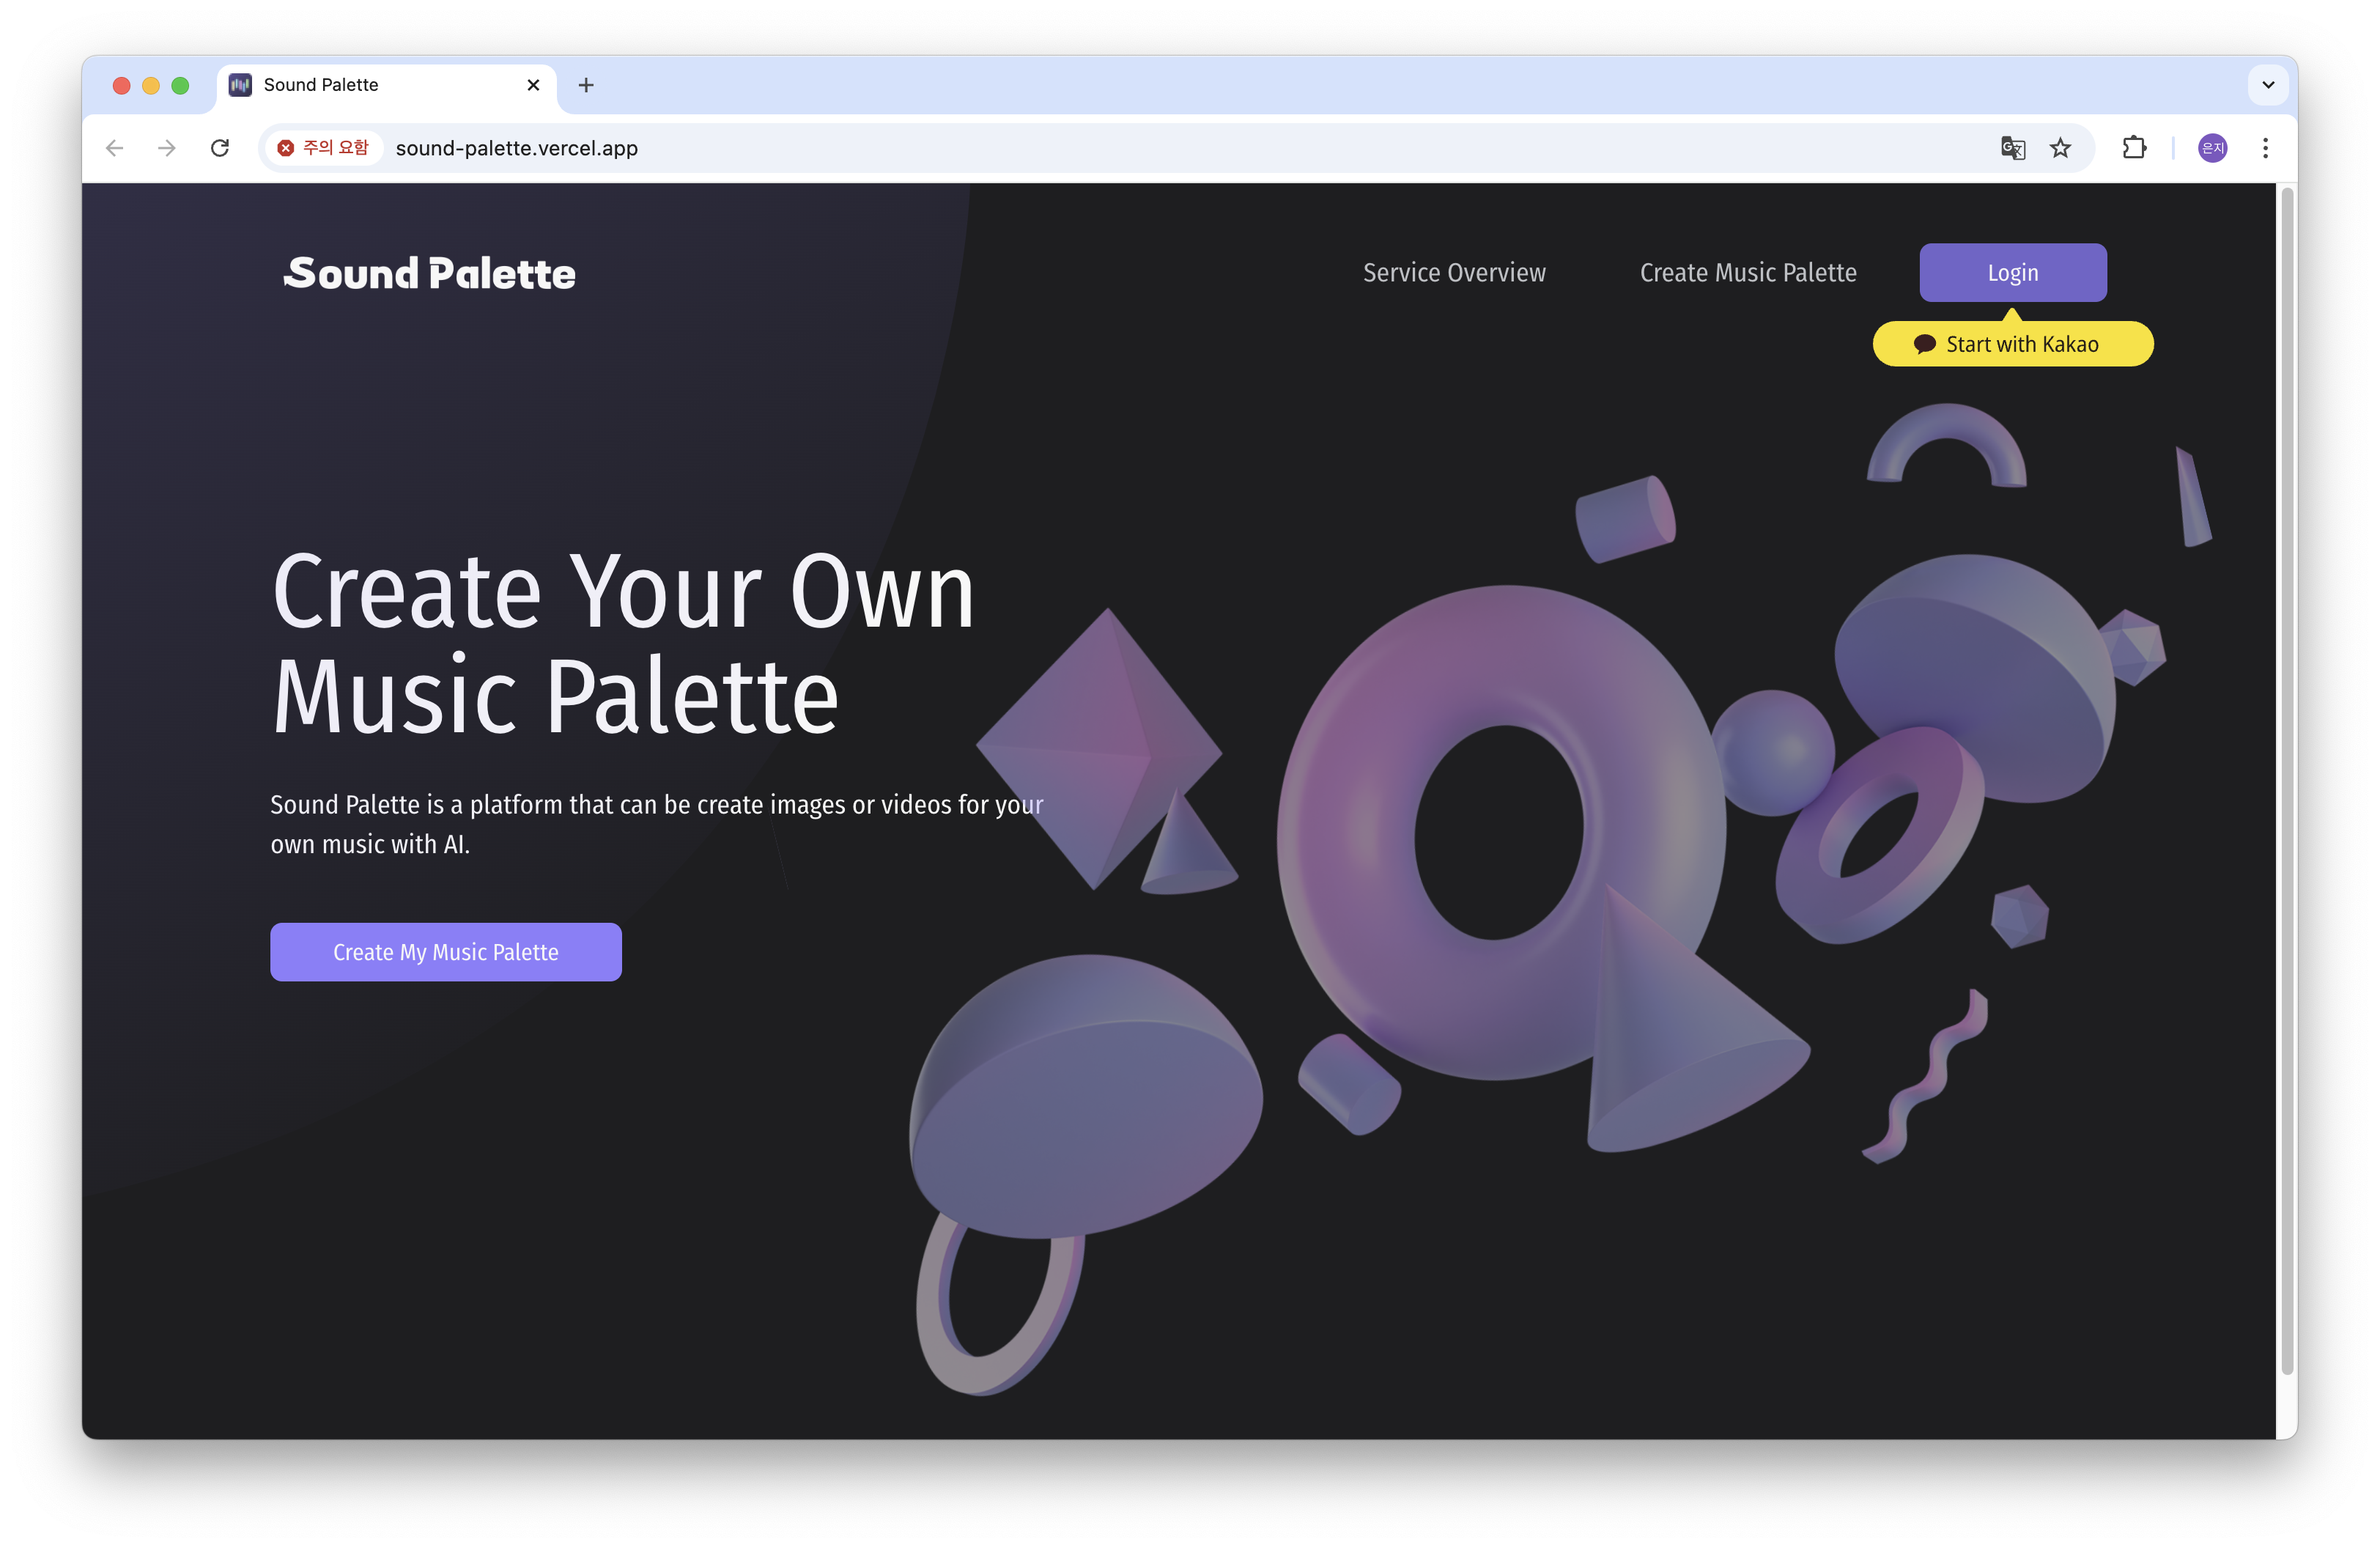 Sound Palette
주의 요함 sound-palette.vercel.app
은지
Sound Palette
Service Overview
Create Music Palette
Login
Start with Kakao
Create Your Own
Music Palette
Sound Palette is a platform that can be create images or videos for your
own music with AI.
Create My Music Palette